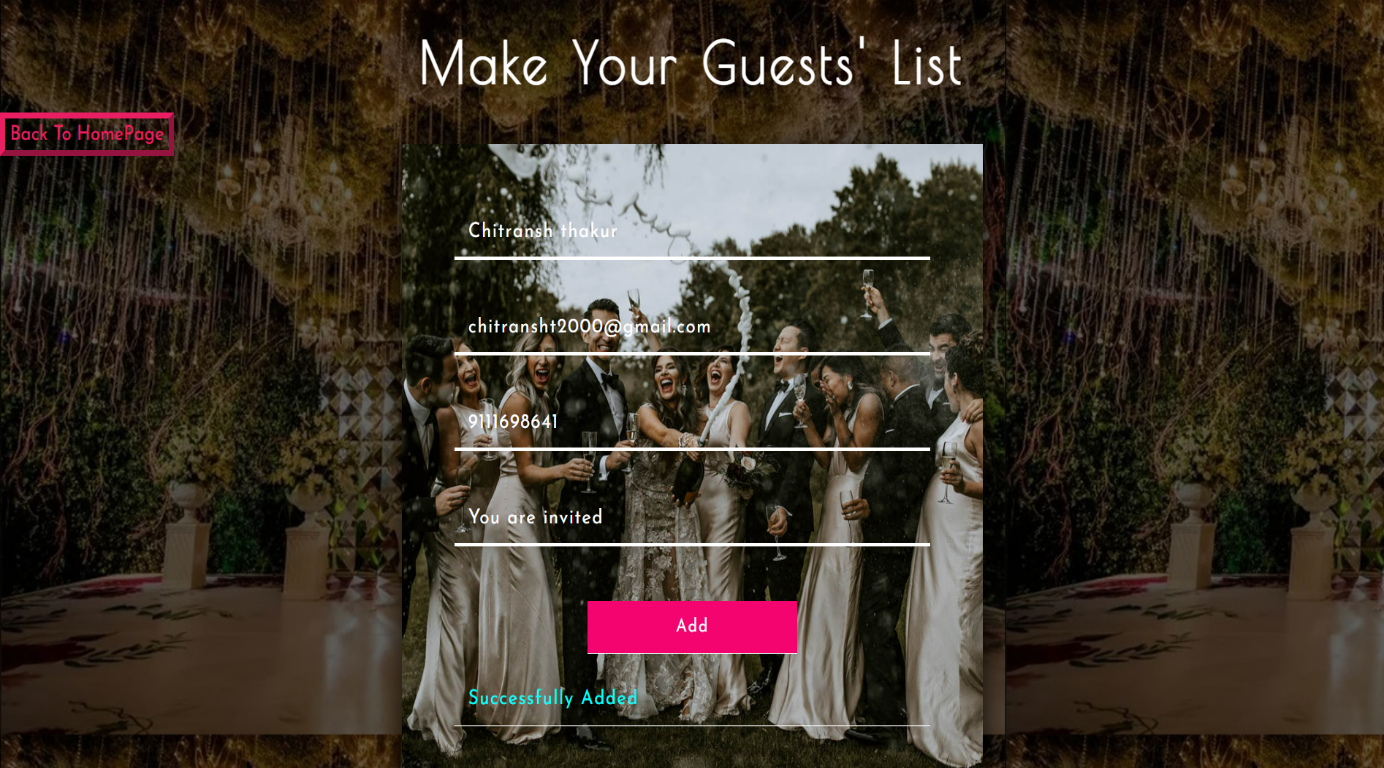 Make Your Guests' List
Back To HomePage
Chitransh thakur
chitransht2000@gmail.com
9111698641
You are invited
Add
Successfully Added